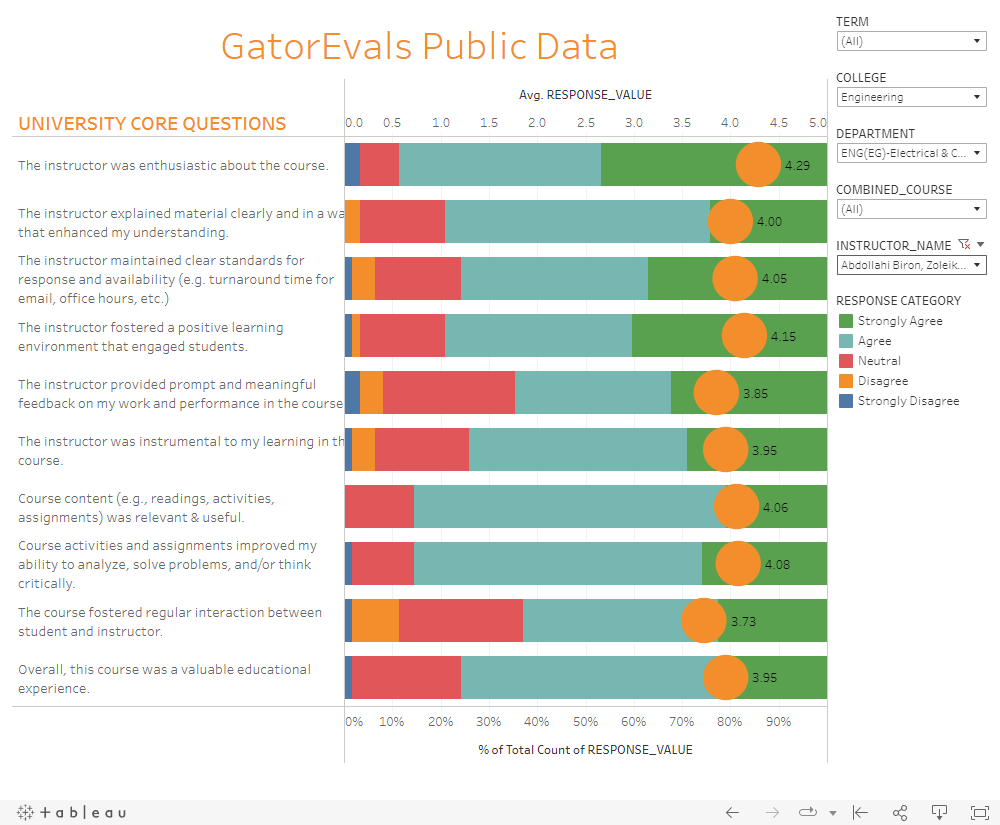 GatorEvals Public Data
TERM
(All)
COLLEGE
Engineering
DEPARTMENT
ENG(EG)-Electrical & C...
COMBINED_COURSE
(All)
INSTRUCTOR_NAME
Abdollahi Biron, Zoleik...
RESPONSE CATEGORY
Strongly Agree
Agree
Neutral
Disagree
Strongly Disagree
Avg. RESPONSE_VALUE
UNIVERSITY CORE QUESTIONS
0.0 0.5 1.0 1.5 2.0 2.5 3.0 3.5 4.0 4.5 5.0
The instructor was enthusiastic about the course.
4.29
The instructor explained material clearly and in a wa
that enhanced my understanding.
4.00
The instructor maintained clear standards for
response and availability (e.g. turnaround time for
email, office hours, etc.)
4.05
The instructor fostered a positive learning
environment that engaged students.
4.15
The instructor provided prompt and meaningful
feedback on my work and performance in the course
3.85
The instructor was instrumental to my learning in th
course.
3.95
Course content (e.g., readings, activities,
assignments) was relevant & useful.
4.06
Course activities and assignments improved my
ability to analyze, solve problems, and/or think
critically.
4.08
The course fostered regular interaction between
student and instructor.
3.73
Overall, this course was a valuable educational
experience.
3.95
0% 10% 20% 30% 40% 50% 60% 70% 80% 90%
% of Total Count of RESPONSE_VALUE
+ableau